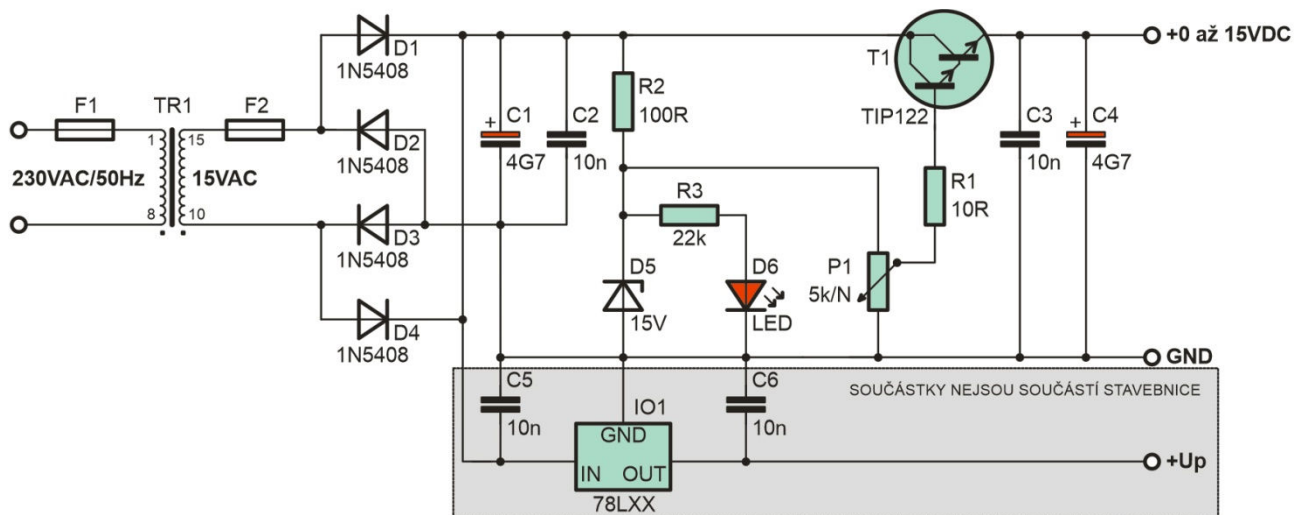 D1
1N5408
F1
TR1
F2
D2
1N5408
1
15
230VAC/50Hz
15VAC
8
10
D3
1N5408
D4
1N5408
+
C1
4G7
C2
10n
R2
100R
R3
22k
D5
15V
D6
LED
T1
TIP122
R1
10R
P1
5k/N
C3
10n
+
C4
4G7
+0 až 15VDC
GND
SOUČÁSTKY NEJSOU SOUČÁSTÍ STAVEBNICE
C5
10n
IO1
GND
IN OUT
78LXX
C6
10n
+Up